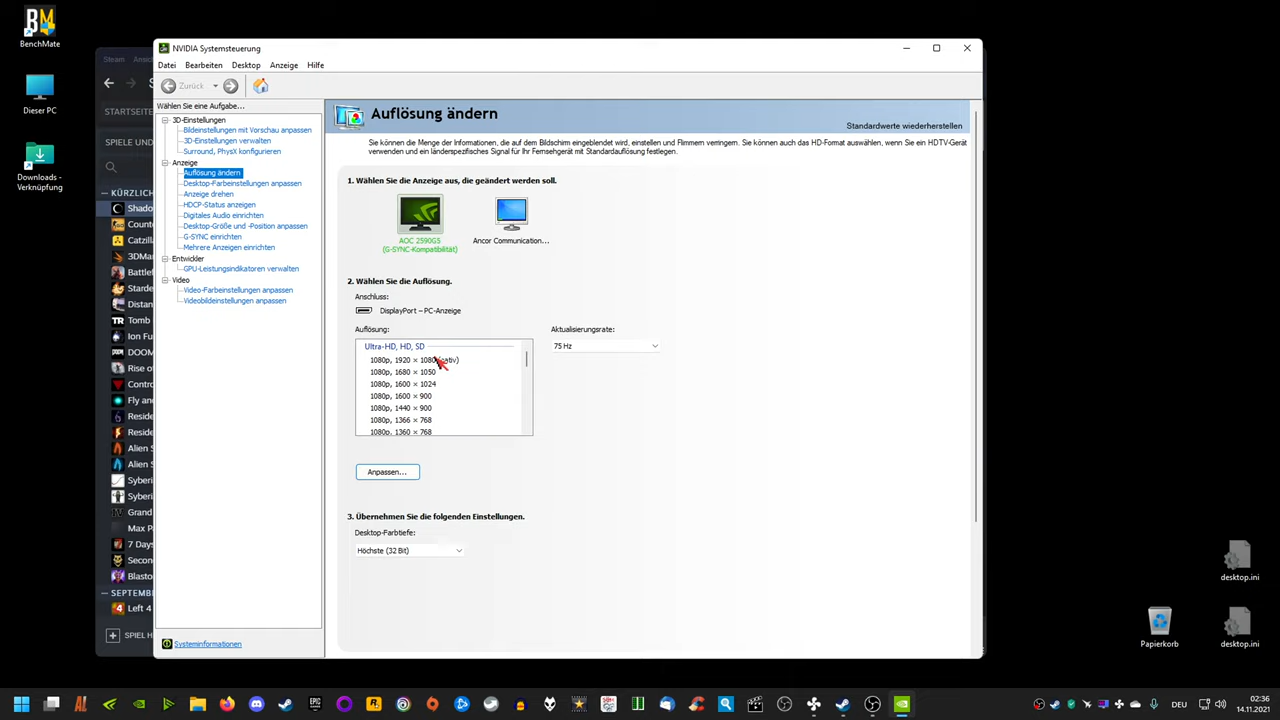 BenchMate
Dieser PC
Downloads -
Verknüpfung
Steam
NVIDIA Systemsteuerung
Datei Bearbeiten Desktop Anzeige Hilfe
Zurück
Wählen Sie eine Aufgabe...
3D-Einstellungen
Bildeinstellungen mit Vorschau anpassen
3D-Einstellungen verwalten
Surround, PhysX konfigurieren
Anzeige
Auflösung ändern
Desktop-Farbeinstellungen anpassen
Anzeige drehen
HDCP-Status anzeigen
Digitales Audio einrichten
Desktop-Größe und -Position anpassen
G-SYNC einrichten
Mehrere Anzeigen einrichten
Entwickler
GPU-Leistungsindikatoren verwalten
Video
Video-Farbeinstellungen anpassen
Videobildeinstellungen anpassen
Systeminformationen
Auflösung ändern
Standardwerte wiederherstellen
Sie können die Menge der Informationen, die auf dem Bildschirm eingeblendet wird, einstellen und Flimmern verringern. Sie können auch das HD-Format auswählen, wenn Sie ein HDTV-Gerät
verwenden und ein länderspezifisches Signal für Ihr Fernsehgerät mit Standardauflösung festlegen.
1. Wählen Sie die Anzeige aus, die geändert werden soll.
AOC 2590G5
(G-SYNC-Kompatibilität)
Ancor Communication...
2. Wählen Sie die Auflösung.
Anschluss:
DisplayPort – PC-Anzeige
Auflösung:
Aktualisierungsrate:
Ultra-HD, HD, SD
75 Hz
1080p, 1920 × 1080
1080p, 1680 × 1050
1080p, 1600 × 1024
1080p, 1600 × 900
1080p, 1440 × 900
1080p, 1366 × 768
1080p, 1360 × 768
Anpassen...
3. Übernehmen Sie die folgenden Einstellungen.
Desktop-Farbtiefe:
Höchste (32 Bit)
STARTSEITE
SPIELE UND
KÜRZLICH
Shado
Count
Catzill
3DMar
Battlef
Starde
Dista
Tomb
Ion Fu
DOOM
Rise of
Contro
Fly and
Reside
Error
Alien S
Alien S
Syberi
Syberi
Grand
Max P
7 Days
Secon
Blasto
SEPTEMBE
Left 4
SPIEL H
desktop.ini
Papierkorb
desktop.ini
DEU
02:36
14.11.2021